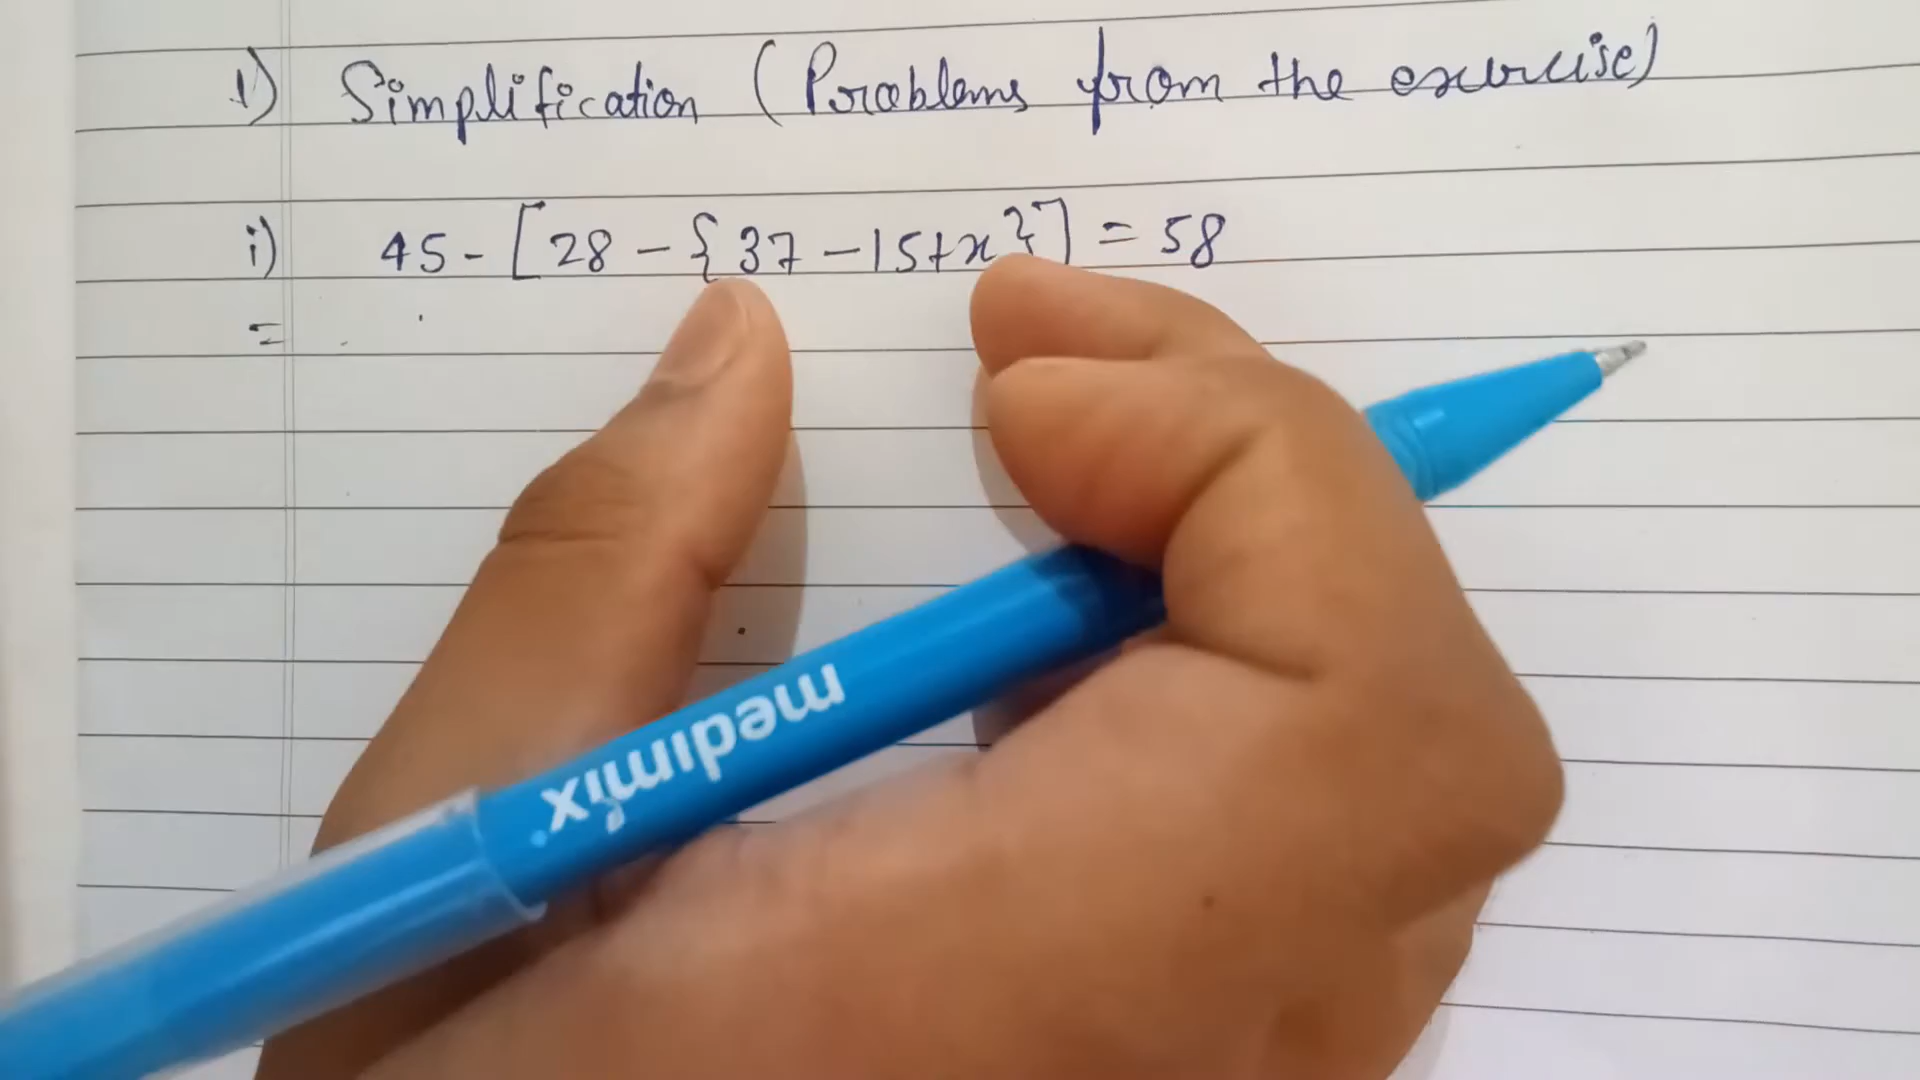 1) Simplification (Problems from the exercise)
i) 45 - [28 - {37 - 15 + x}] = 58
=
medimix